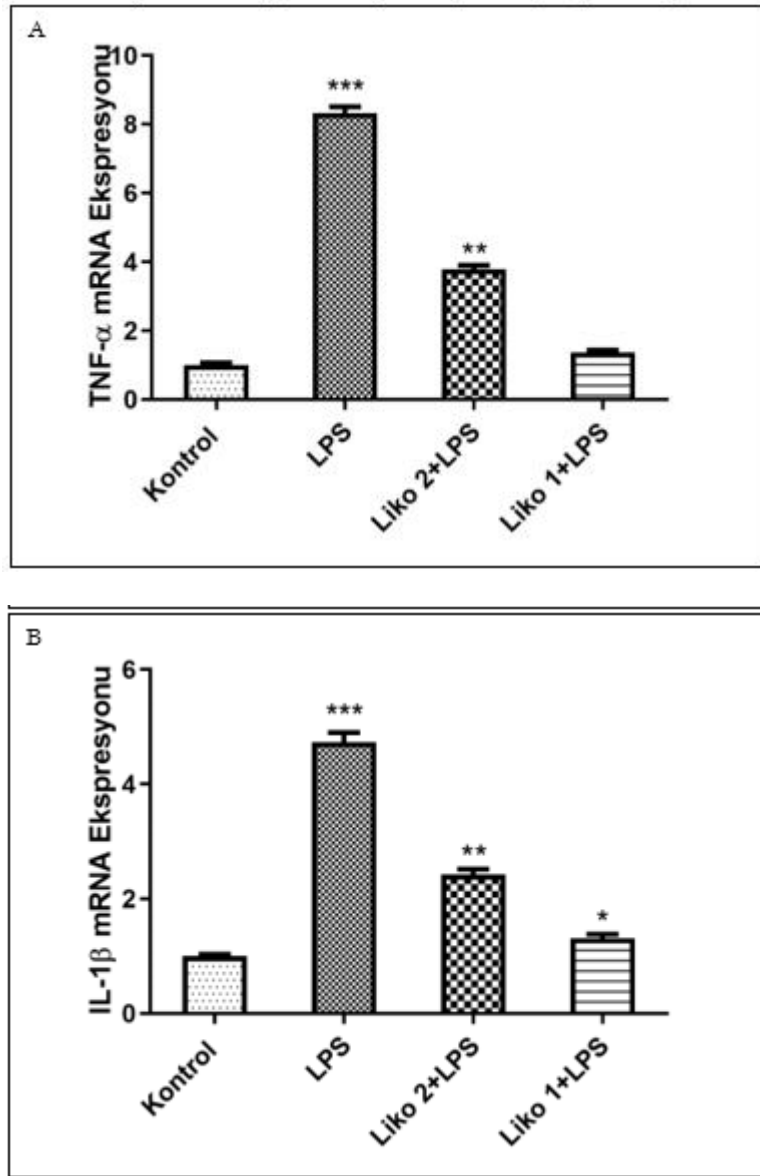 A
TNF-α mRNA Ekspresyonu
10
8
6
4
2
0
***
**
Kontrol
LPS
Liko 2+LPS
Liko 1+LPS
B
IL-1β mRNA Ekspresyonu
6
4
2
0
***
**
*
Kontrol
LPS
Liko 2+LPS
Liko 1+LPS